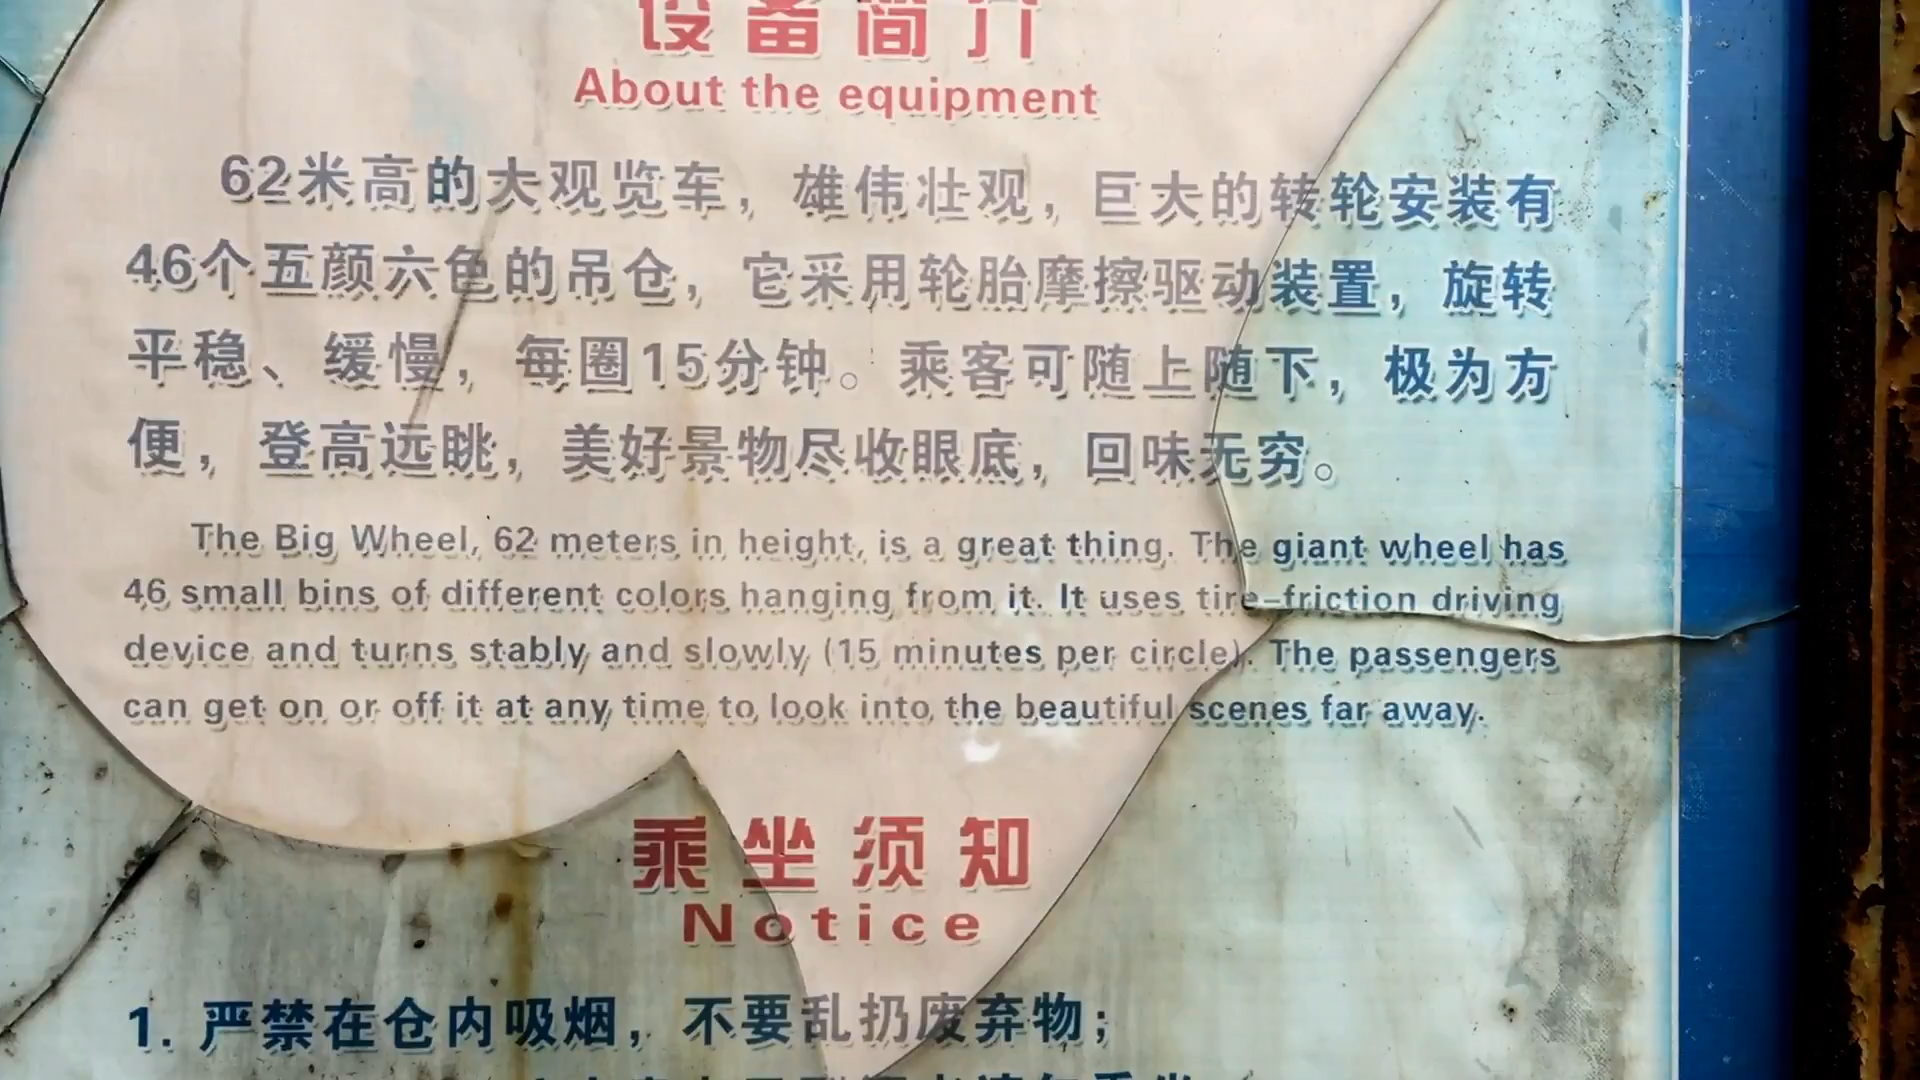 设备简介
About the equipment
62米高的大观览车，雄伟壮观，巨大的转轮安装有
46个五颜六色的吊仓，它采用轮胎摩擦驱动装置，旋转
平稳、缓慢，每圈15分钟。乘客可随上随下，极为方
便，登高远眺，美好景物尽收眼底，回味无穷。
The Big Wheel, 62 meters in height, is a great thing. The giant wheel has
46 small bins of different colors hanging from it. It uses tire-friction driving
device and turns stably and slowly (15 minutes per circle). The passengers
can get on or off it at any time to look into the beautiful scenes far away.
乘坐须知
Notice
1. 严禁在仓内吸烟，不要乱扔废弃物；